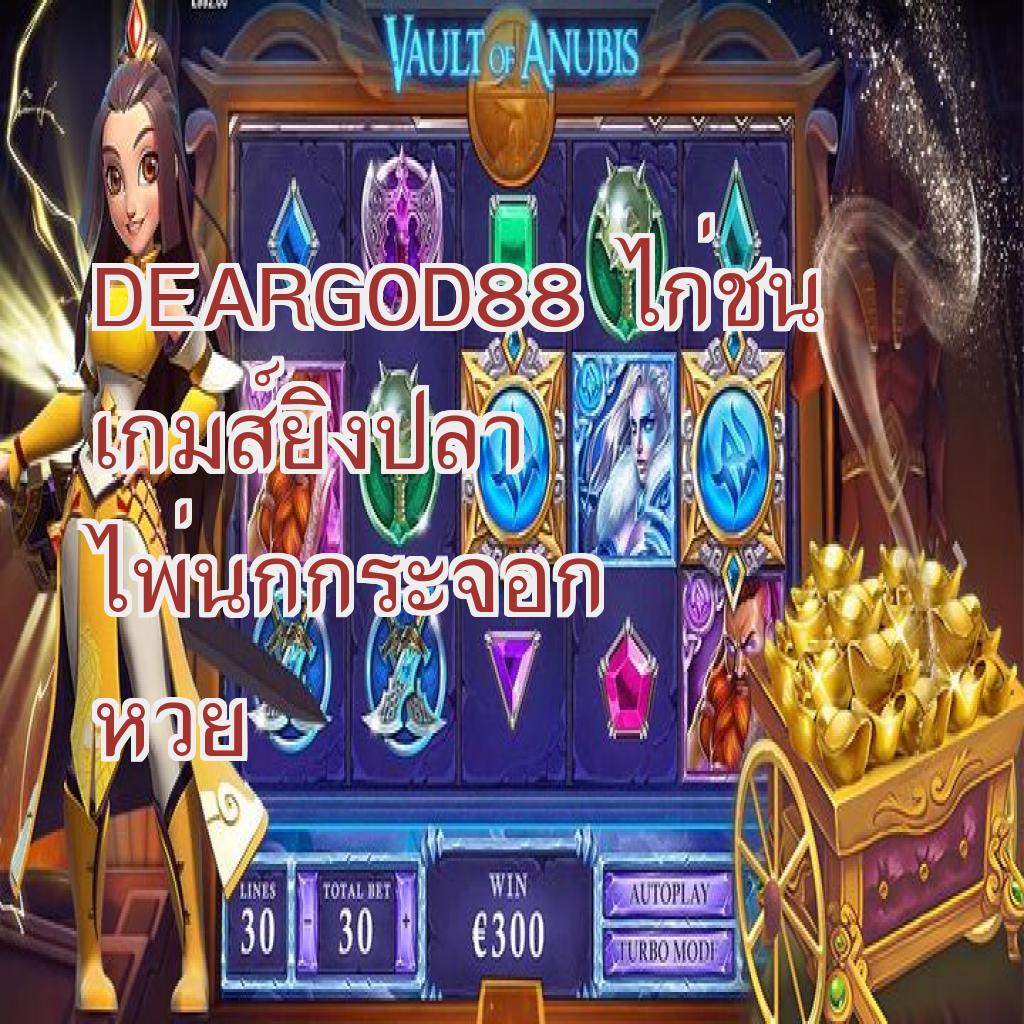 VAULT OF ANUBIS
DEARGOD88 ไก่ชน
เกมส์ยิงปลา
ไพ่นกกระจอก
หวย
LINES
30
TOTAL BET
- 30 +
WIN
€300
AUTOPLAY
TURBO MODE